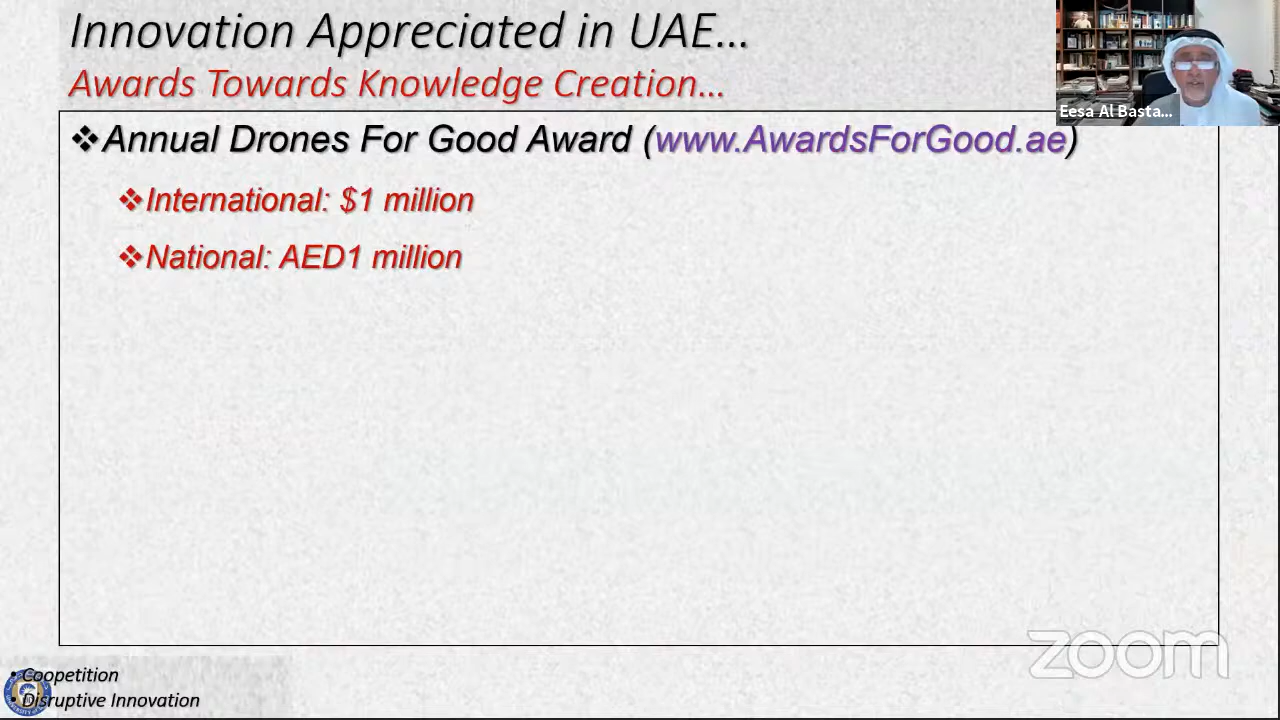 Innovation Appreciated in UAE...
Awards Towards Knowledge Creation...
Eesa Al Basta...
❖Annual Drones For Good Award (www.AwardsForGood.ae)
❖International: $1 million
❖National: AED1 million
zoom
• Coopetition
• Disruptive Innovation